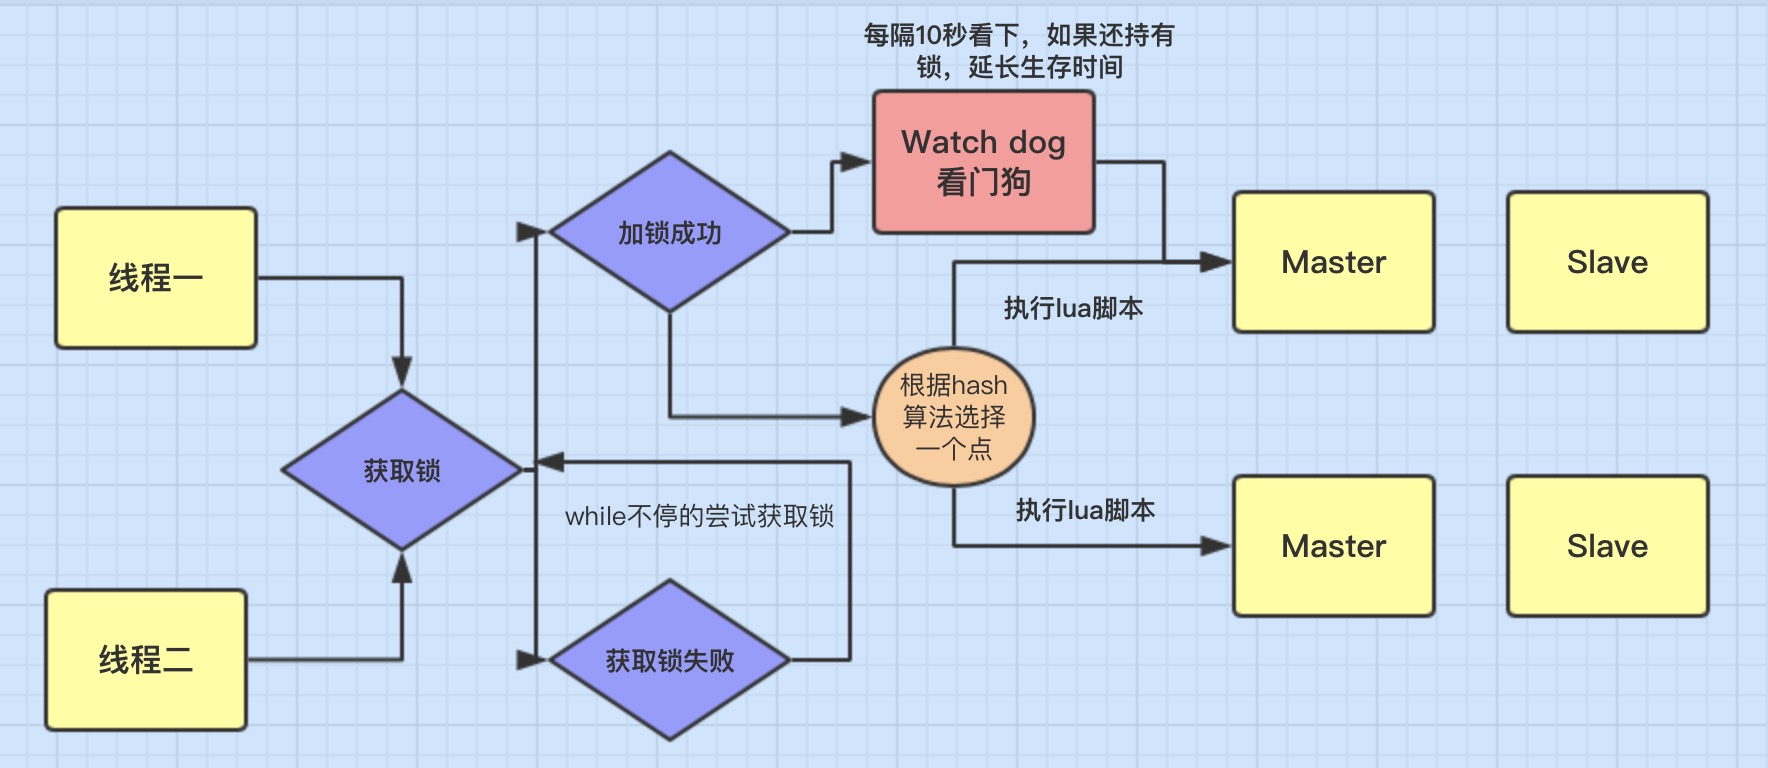 每隔10秒看下，如果还持有
锁，延长生存时间
Watch dog
看门狗
加锁成功
线程一
Master
Slave
执行lua脚本
根据hash
算法选择
一个点
获取锁
while不停的尝试获取锁
执行lua脚本
Master
Slave
线程二
获取锁失败